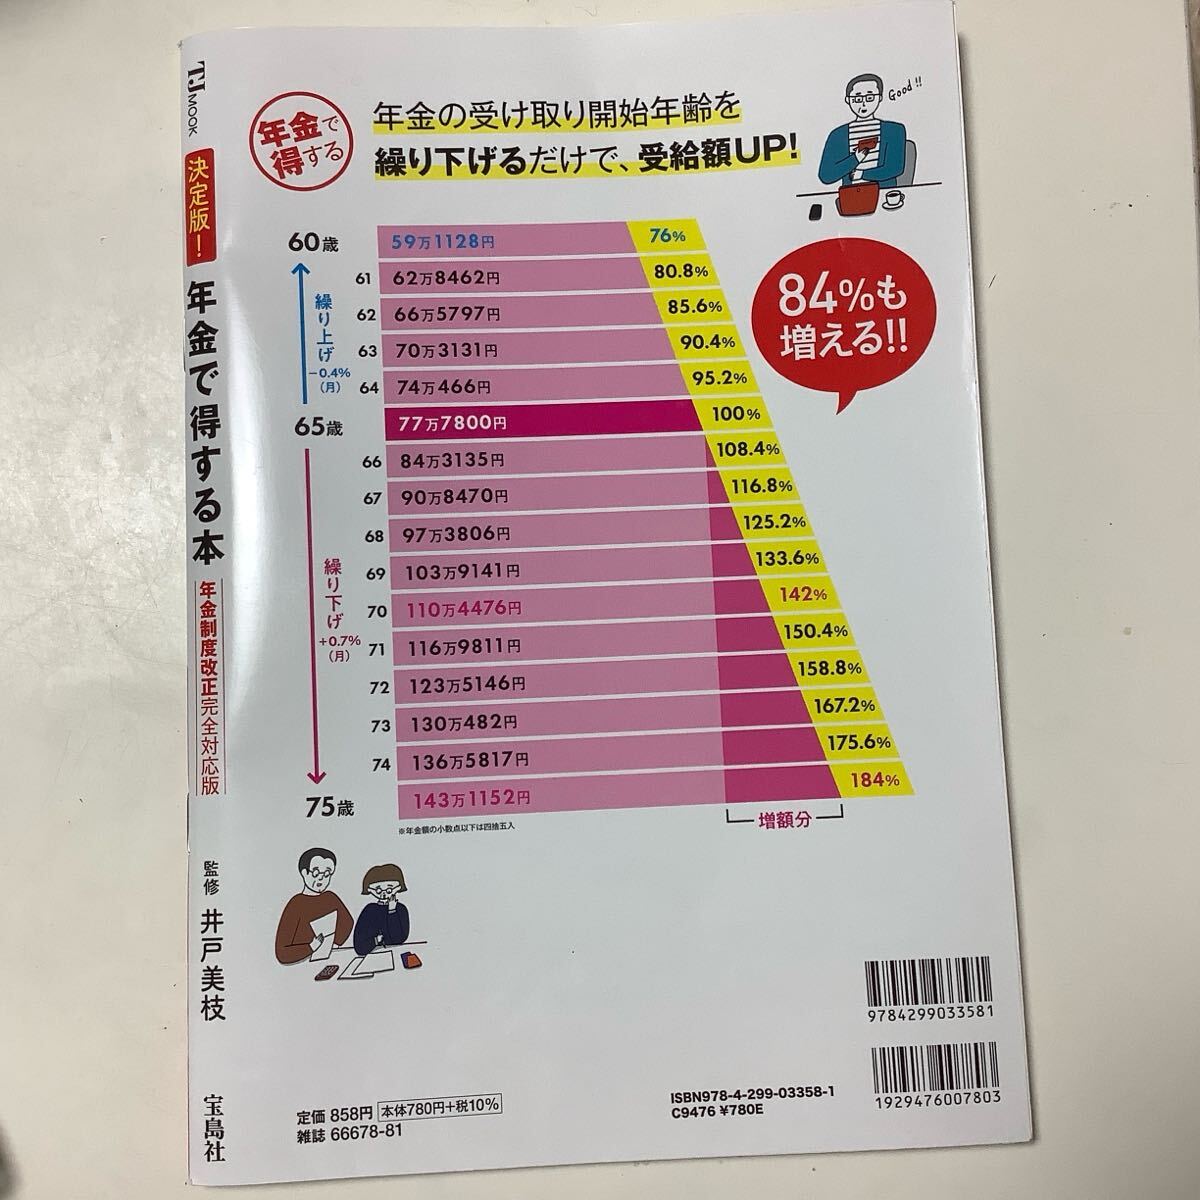 TJ MOOK
決定版！
年金で得する本
年金制度改正完全対応版
監修 井戸美枝
宝島社
年金で
得する
年金の受け取り開始年齢を
繰り下げるだけで、受給額UP!
Good!!
84%も
増える!!
60歳 59万1128円 76%
61 62万8462円 80.8%
62 66万5797円 85.6%
63 70万3131円 90.4%
64 74万466円 95.2%
繰り上げ
−0.4%
(月)
65歳 77万7800円 100%
66 84万3135円 108.4%
67 90万8470円 116.8%
68 97万3806円 125.2%
69 103万9141円 133.6%
70 110万4476円 142%
71 116万9811円 150.4%
72 123万5146円 158.8%
73 130万482円 167.2%
74 136万5817円 175.6%
75歳 143万1152円 184%
繰り下げ
+0.7%
(月)
増額分
※年金額の小数点以下は四捨五入
9784299033581
1929476007803
ISBN978-4-299-03358-1
C9476 ¥780E
定価 858円 本体780円+税10%
雑誌 66678-81